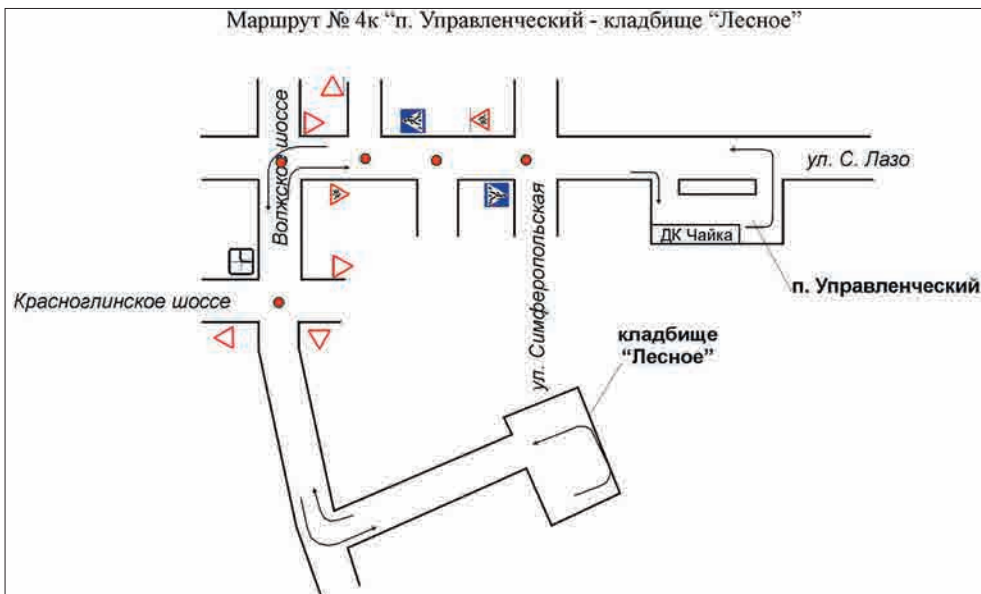 Маршрут № 4к “п. Управленческий - кладбище “Лесное”
Волжское шоссе
ул. С. Лазо
ДК Чайка
п. Управленческий
Красноглинское шоссе
ул. Симферопольская
кладбище
“Лесное”